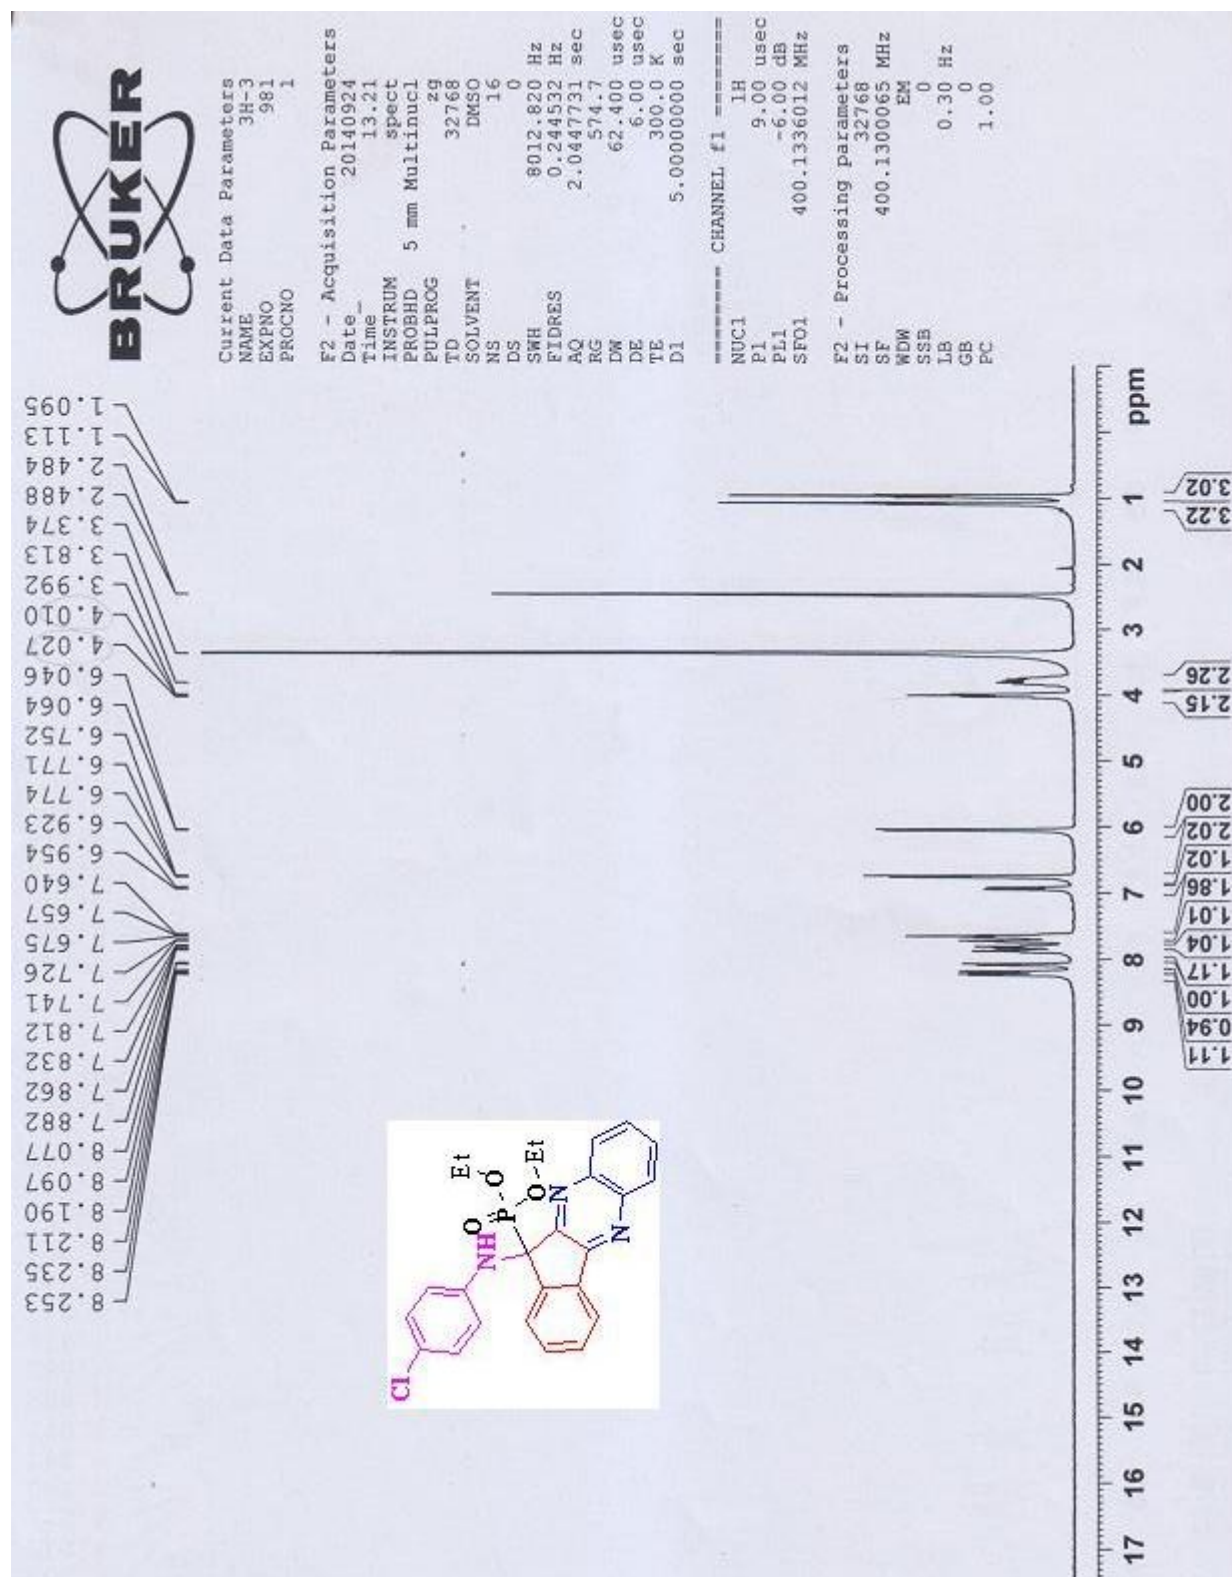 BRUKER
Current Data Parameters
NAME 3H-3
EXPNO 981
PROCNO 1
F2 - Acquisition Parameters
Date_ 20140924
Time 13.21
INSTRUM spect
PROBHD 5 mm Multinucl
PULPROG zg
TD 32768
SOLVENT DMSO
NS 16
DS 0
SWH 8012.820 Hz
FIDRES 0.244532 Hz
AQ 2.0447731 sec
RG 574.7
DW 62.400 usec
DE 6.00 usec
TE 300.0 K
D1 5.00000000 sec
======== CHANNEL f1 ========
NUC1 1H
P1 9.00 usec
PL1 -6.00 dB
SFO1 400.1336012 MHz
F2 - Processing parameters
SI 32768
SF 400.1300065 MHz
WDW EM
SSB 0
LB 0.30 Hz
GB 0
PC 1.00
8.253
8.235
8.211
8.190
8.097
8.077
7.882
7.862
7.832
7.812
7.741
7.726
7.675
7.657
7.640
6.954
6.923
6.774
6.771
6.752
6.064
6.046
4.027
4.010
3.992
3.813
3.374
2.488
2.484
1.113
1.095
Cl
NH
O
P
O
Et
O
Et
N
N
17 16 15 14 13 12 11 10 9 8 7 6 5 4 3 2 1 ppm
1.11
0.94
1.00
1.17
1.04
1.01
1.86
1.02
2.02
2.00
2.15
2.26
3.22
3.02